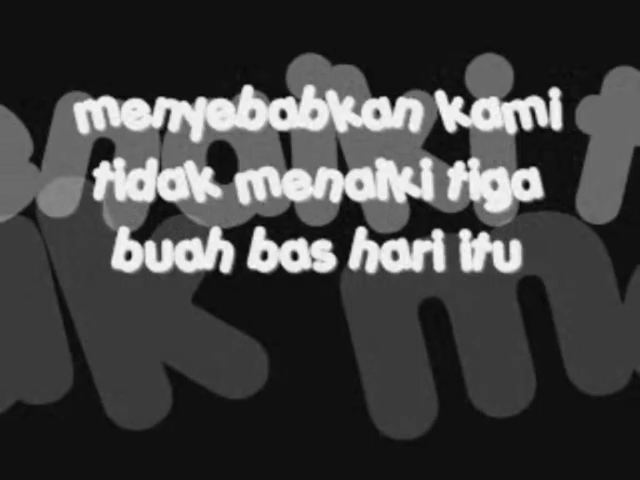 menyebabkan kami
tidak menaiki tiga
buah bas hari itu